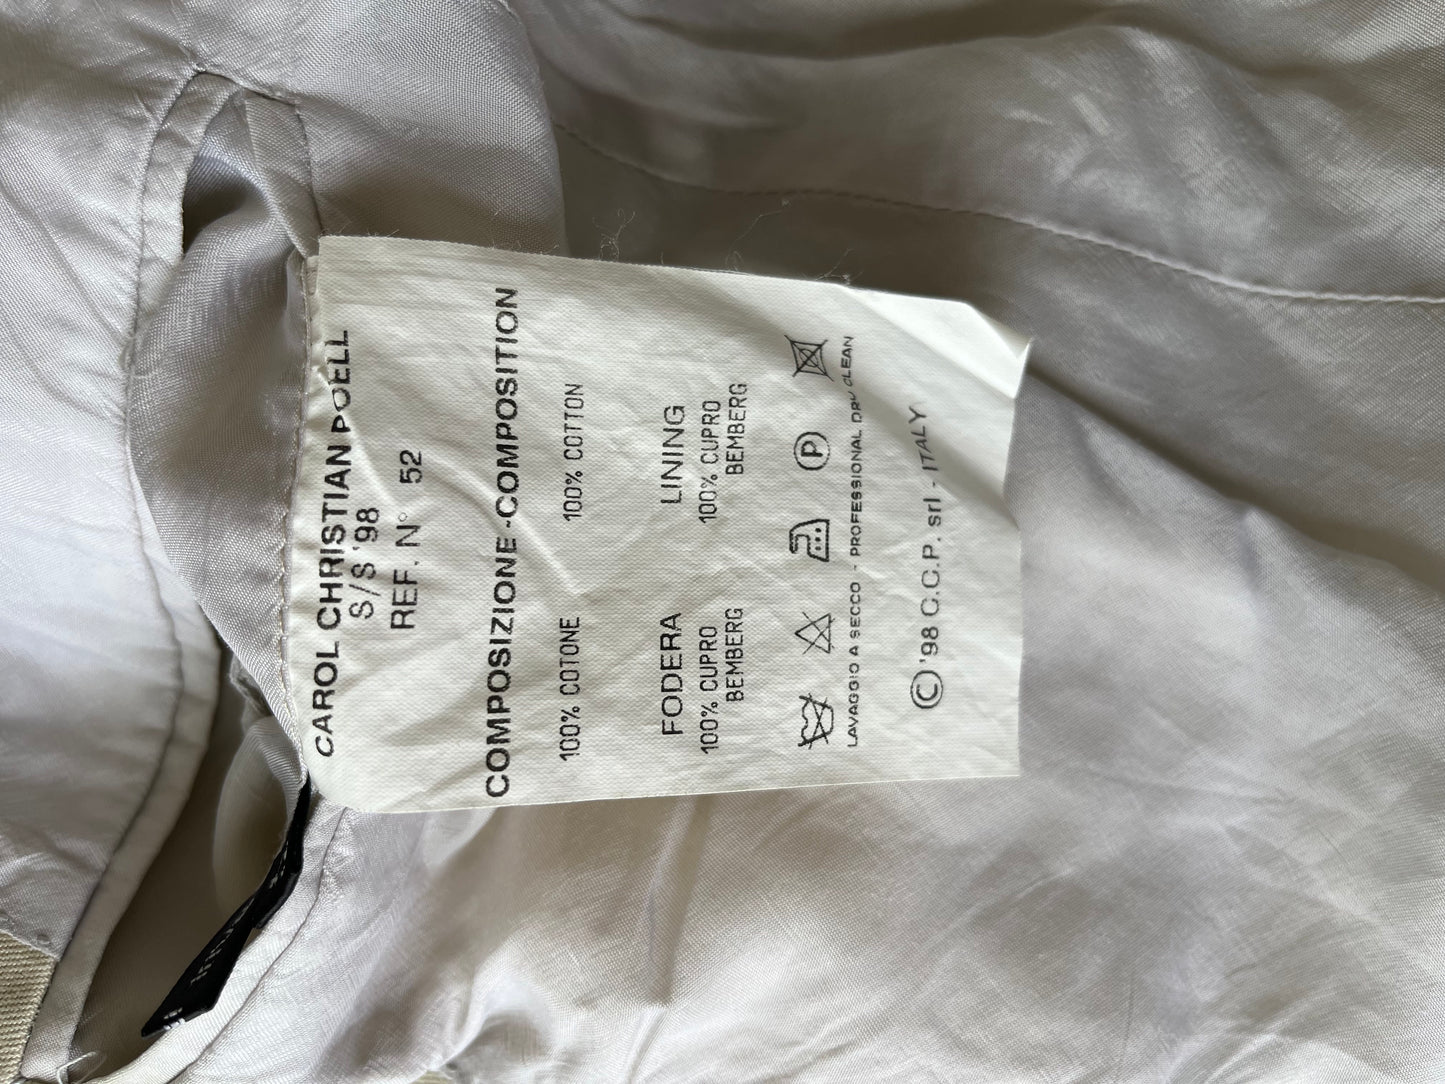 CAROL CHRISTIAN POELL
S/S '98
REF. N° 52
COMPOSIZIONE-COMPOSITION
100% COTONE 100% COTTON
FODERA LINING
100% CUPRO 100% CUPRO
BEMBERG BEMBERG
P
LAVAGGIO A SECCO - PROFESSIONAL DRY CLEAN
© '98 C.C.P. srl - ITALY